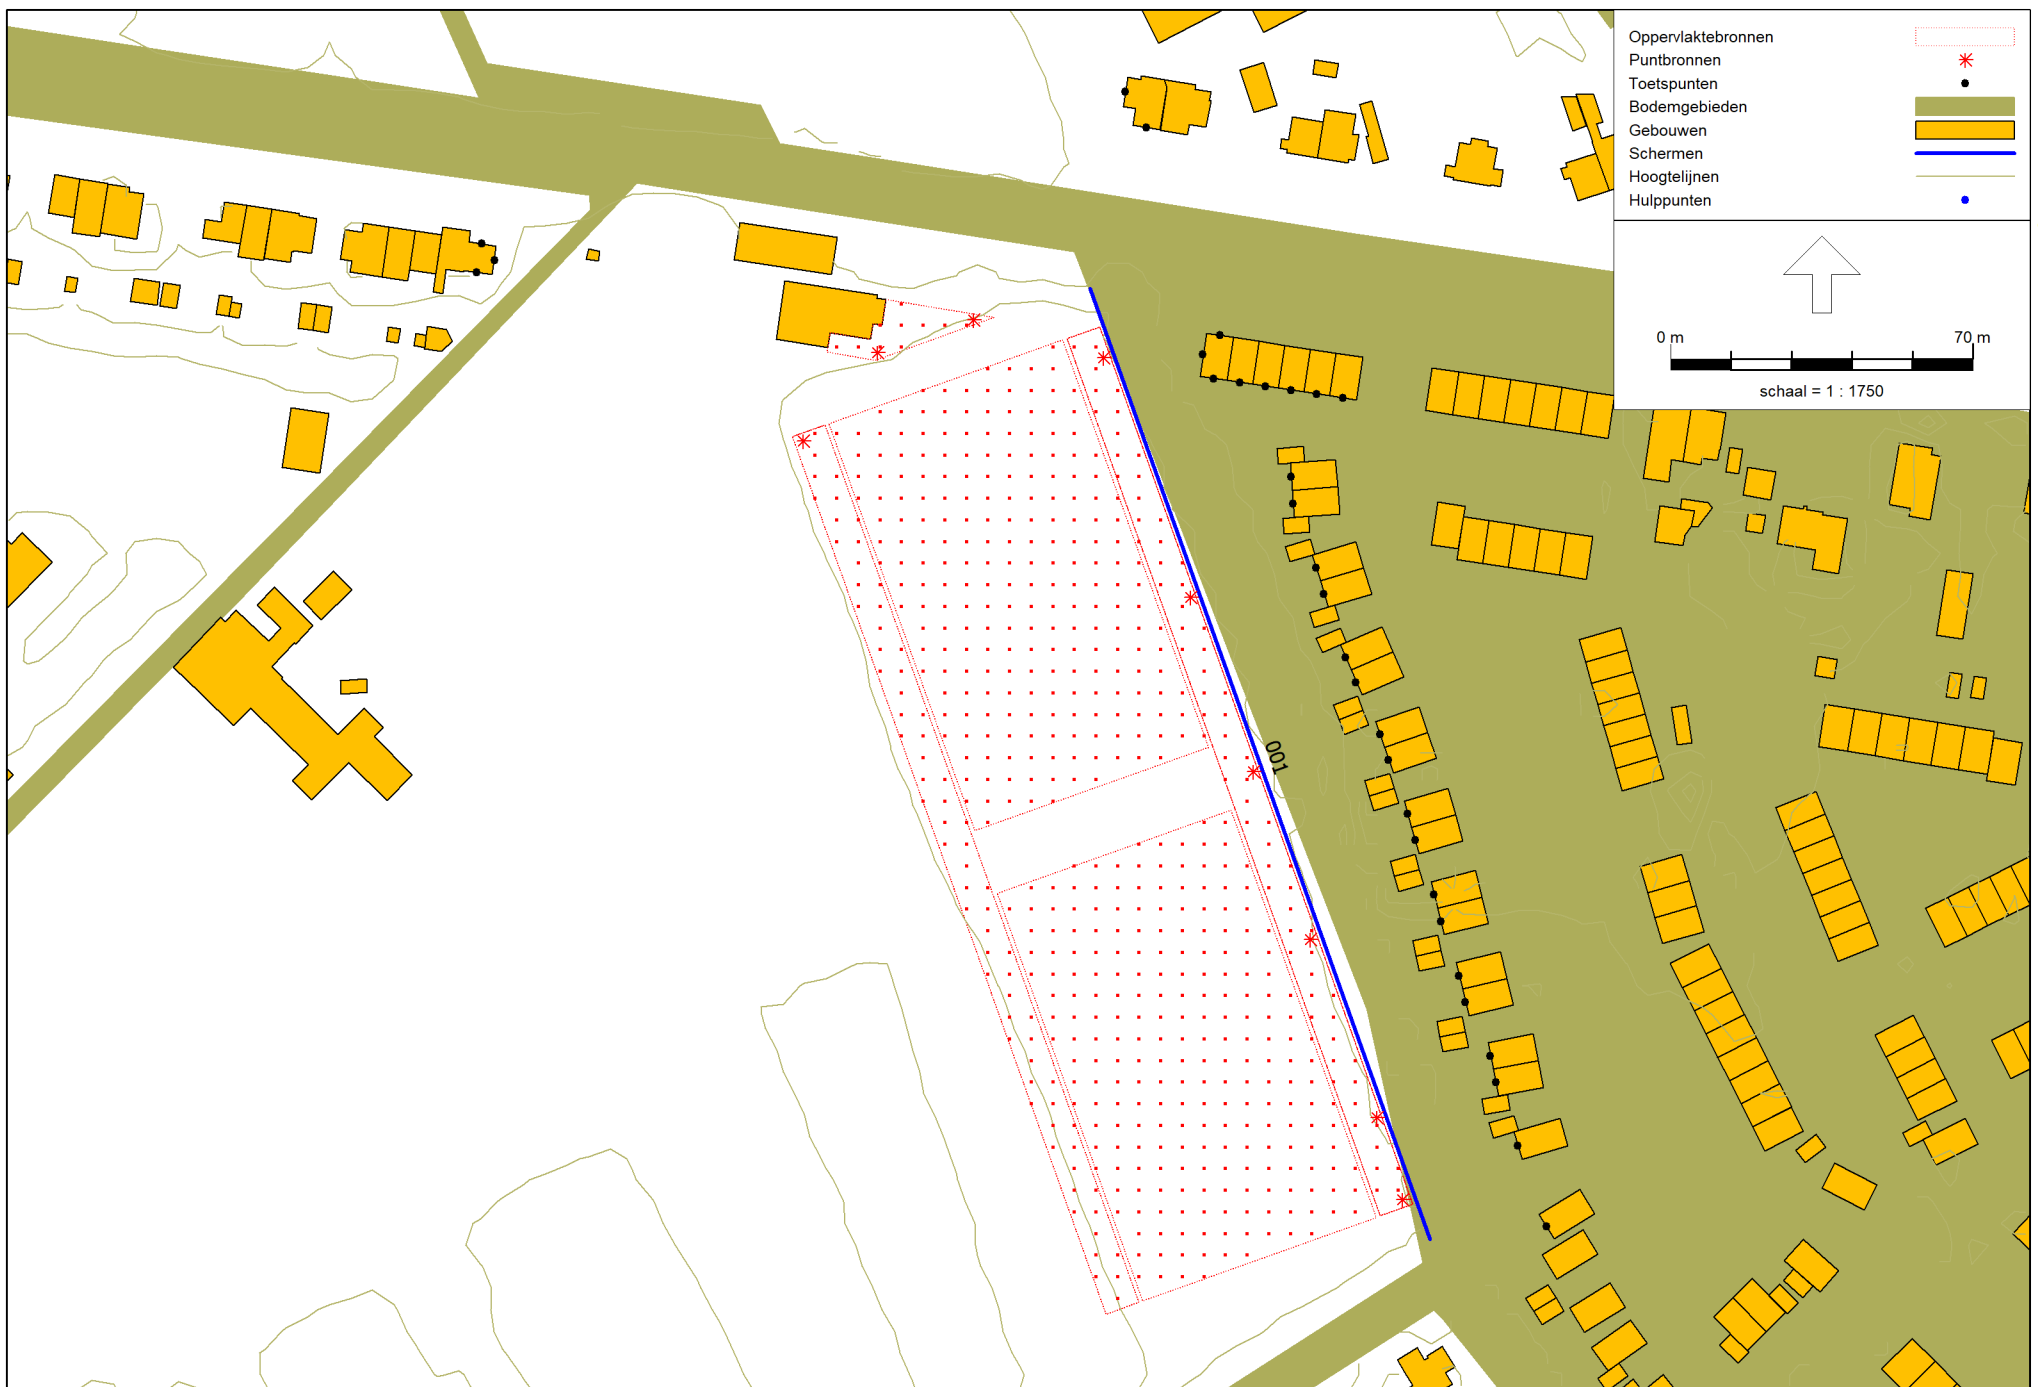 Oppervlaktebronnen
Puntbronnen
Toetspunten
Bodemgebieden
Gebouwen
Schermen
Hoogtelijnen
Hulppunten
0 m 70 m
schaal = 1 : 1750
001